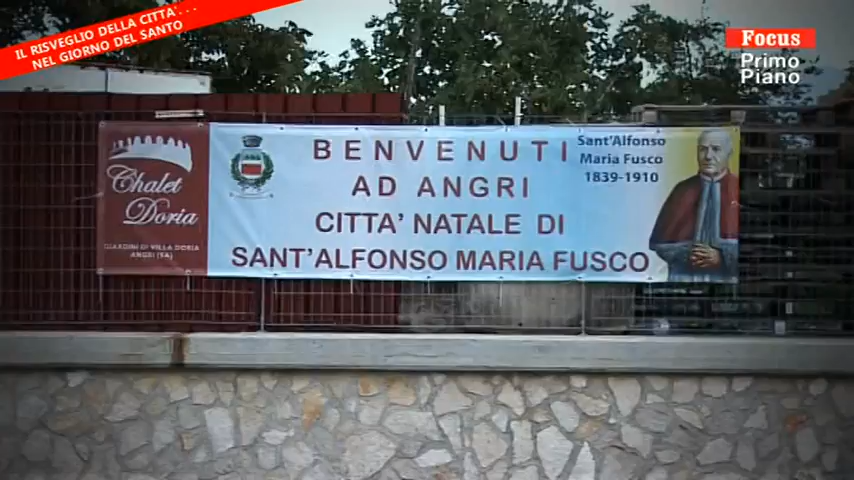 IL RISVEGLIO DELLA CITTA'....
NEL GIORNO DEL SANTO
Focus
Primo
Piano
Chalet
Doria
GIARDINI DI VILLA DORIA
ANGRI (SA)
BENVENUTI
AD ANGRI
CITTA' NATALE DI
SANT'ALFONSO MARIA FUSCO
Sant'Alfonso
Maria Fusco
1839-1910